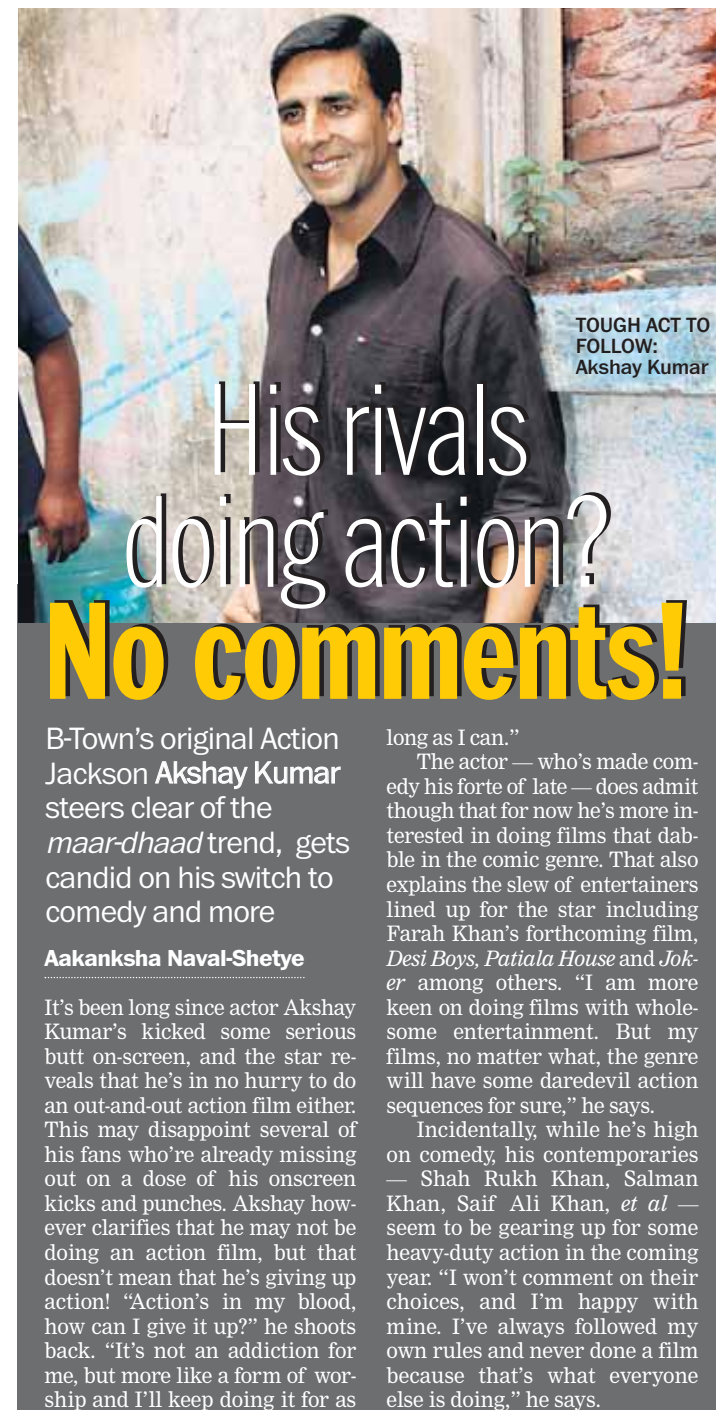 TOUGH ACT TO
FOLLOW:
Akshay Kumar
His rivals
doing action?
No comments!
B-Town's original Action
Jackson Akshay Kumar
steers clear of the
maar-dhaad trend, gets
candid on his switch to
comedy and more
Aakanksha Naval-Shetye
It's been long since actor Akshay
Kumar's kicked some serious
butt on-screen, and the star re-
veals that he's in no hurry to do
an out-and-out action film either.
This may disappoint several of
his fans who're already missing
out on a dose of his onscreen
kicks and punches. Akshay how-
ever clarifies that he may not be
doing an action film, but that
doesn't mean that he's giving up
action! "Action's in my blood,
how can I give it up?" he shoots
back. "It's not an addiction for
me, but more like a form of wor-
ship and I'll keep doing it for as
long as I can."
The actor — who's made com-
edy his forte of late — does admit
though that for now he's more in-
terested in doing films that dab-
ble in the comic genre. That also
explains the slew of entertainers
lined up for the star including
Farah Khan's forthcoming film,
Desi Boys, Patiala House and Jok-
er among others. "I am more
keen on doing films with whole-
some entertainment. But my
films, no matter what, the genre
will have some daredevil action
sequences for sure," he says.
Incidentally, while he's high
on comedy, his contemporaries
— Shah Rukh Khan, Salman
Khan, Saif Ali Khan, et al —
seem to be gearing up for some
heavy-duty action in the coming
year. "I won't comment on their
choices, and I'm happy with
mine. I've always followed my
own rules and never done a film
because that's what everyone
else is doing," he says.